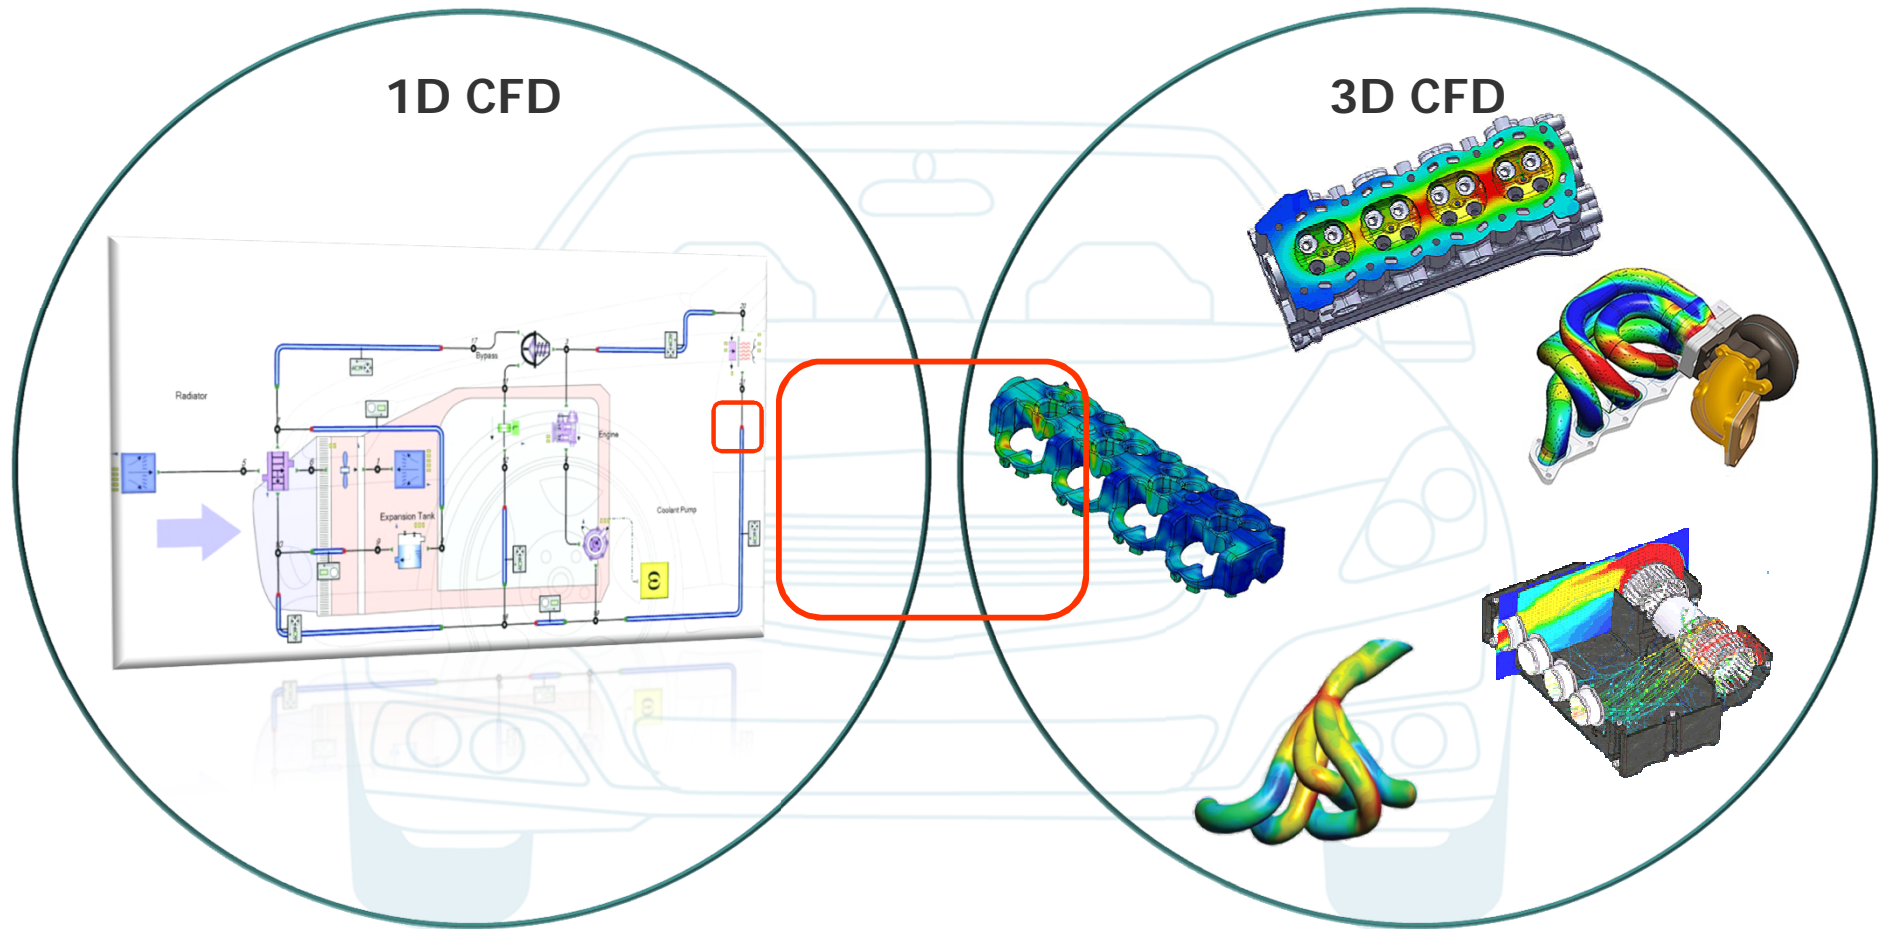 1D CFD
3D CFD
Bypass
Radiator
Engine
Expansion Tank
Coolant Pump
ω